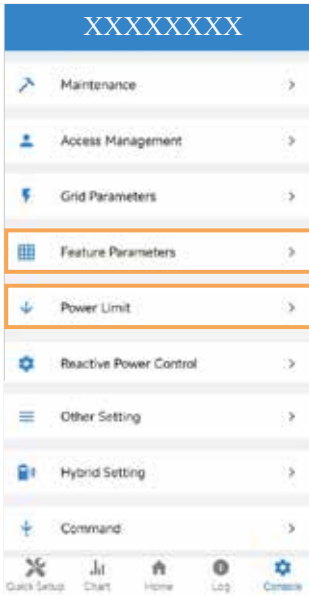 XXXXXXXX
Maintenance
Access Management
Grid Parameters
Feature Parameters
Power Limit
Reactive Power Control
Other Setting
Hybrid Setting
Command
Quick Setup Chart Home Log Console